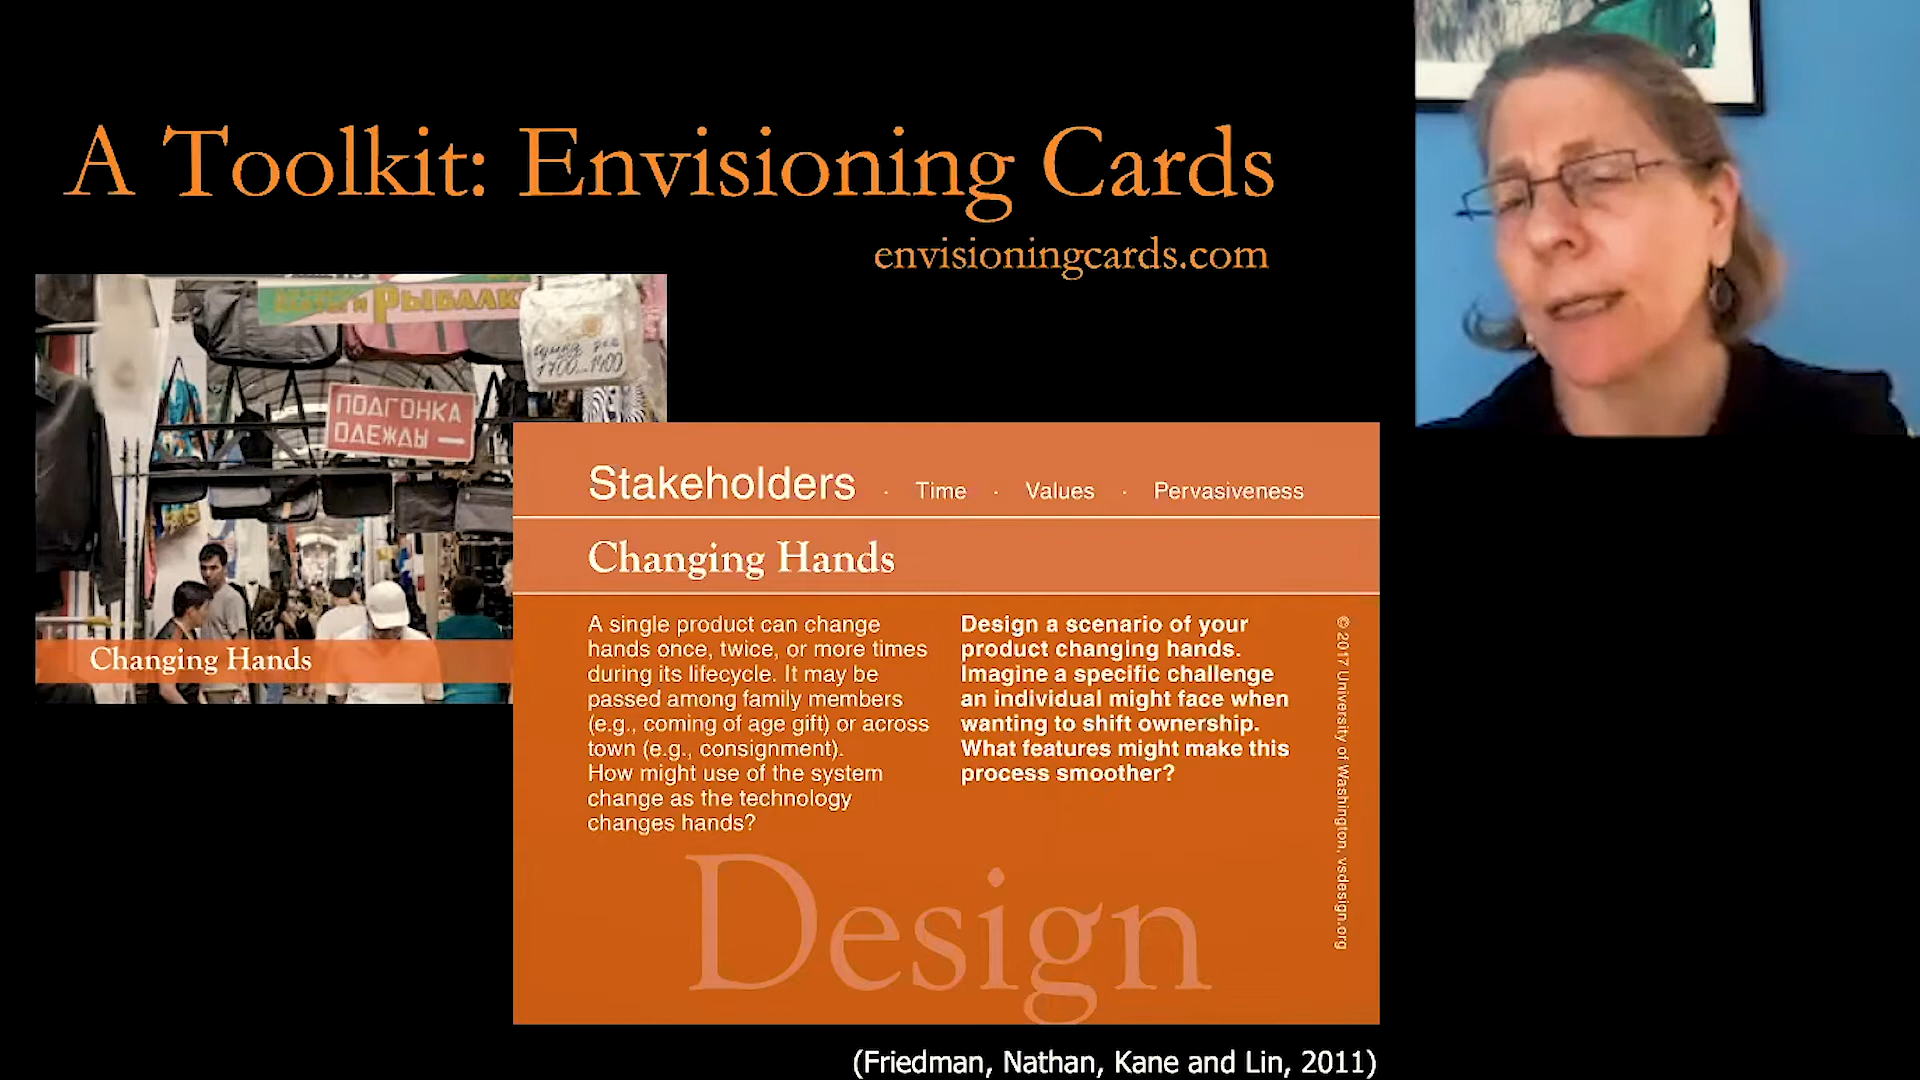 A Toolkit: Envisioning Cards
envisioningcards.com
РЫБАЛК
1700...1900
ПОДГОНКА
ОДЕЖДЫ —
Changing Hands
Stakeholders · Time · Values · Pervasiveness
Changing Hands
A single product can change
hands once, twice, or more times
during its lifecycle. It may be
passed among family members
(e.g., coming of age gift) or across
town (e.g., consignment).
How might use of the system
change as the technology
changes hands?
Design a scenario of your
product changing hands.
Imagine a specific challenge
an individual might face when
wanting to shift ownership.
What features might make this
process smoother?
© 2017 University of Washington, vsdesign.org
Design
(Friedman, Nathan, Kane and Lin, 2011)